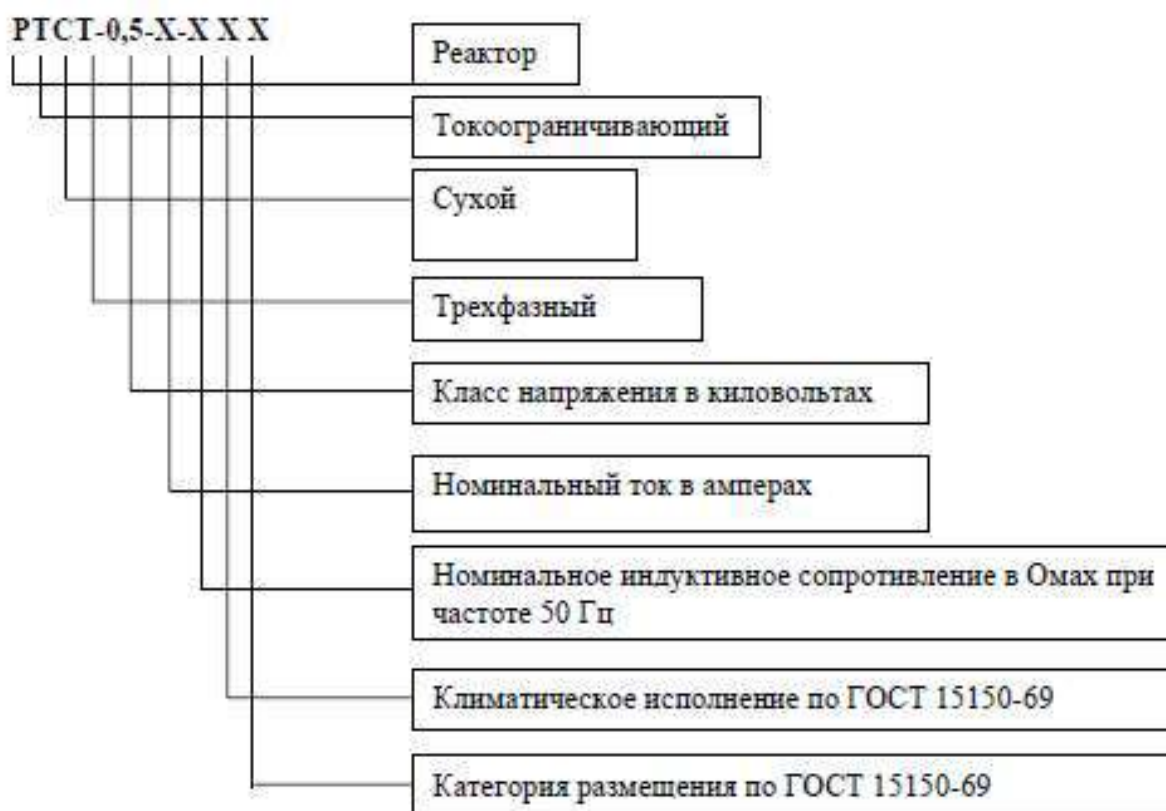 РТСТ-0,5-Х-Х Х Х
Реактор
Токоограничивающий
Сухой
Трехфазный
Класс напряжения в киловольтах
Номинальный ток в амперах
Номинальное индуктивное сопротивление в Омах при
частоте 50 Гц
Климатическое исполнение по ГОСТ 15150-69
Категория размещения по ГОСТ 15150-69